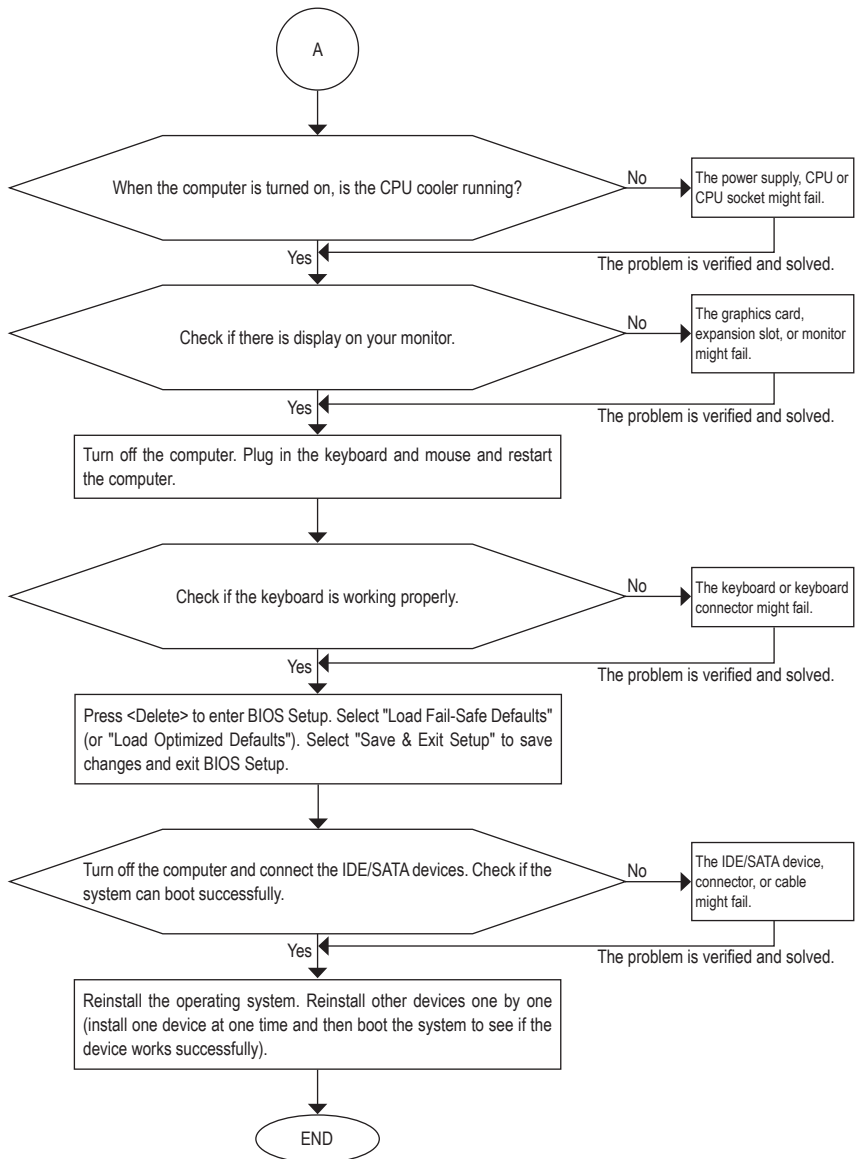 A
When the computer is turned on, is the CPU cooler running?
No
The power supply, CPU or
CPU socket might fail.
Yes
The problem is verified and solved.
Check if there is display on your monitor.
No
The graphics card,
expansion slot, or monitor
might fail.
Yes
The problem is verified and solved.
Turn off the computer. Plug in the keyboard and mouse and restart
the computer.
Check if the keyboard is working properly.
No
The keyboard or keyboard
connector might fail.
Yes
The problem is verified and solved.
Press <Delete> to enter BIOS Setup. Select "Load Fail-Safe Defaults"
(or "Load Optimized Defaults"). Select "Save & Exit Setup" to save
changes and exit BIOS Setup.
Turn off the computer and connect the IDE/SATA devices. Check if the
system can boot successfully.
No
The IDE/SATA device,
connector, or cable
might fail.
Yes
The problem is verified and solved.
Reinstall the operating system. Reinstall other devices one by one
(install one device at one time and then boot the system to see if the
device works successfully).
END